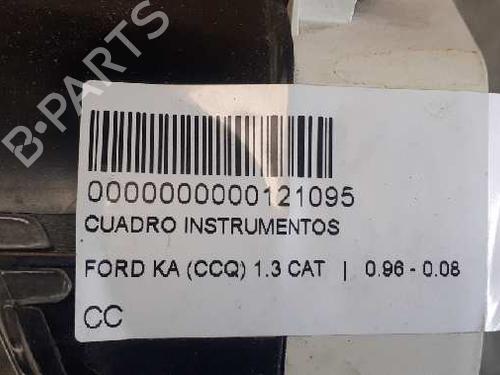 B-PARTS
0000000000121095
CUADRO INSTRUMENTOS
FORD KA (CCQ) 1.3 CAT | 0.96 - 0.08
CC